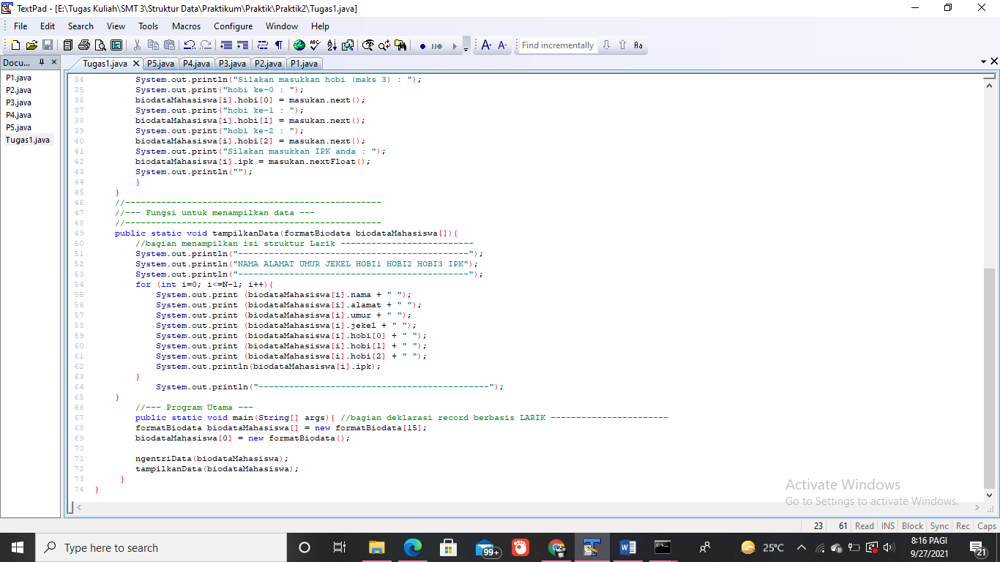 TextPad - [E:\Tugas Kuliah\SMT 3\Struktur Data\Praktikum\Praktik\Praktik2\Tugas1.java]
File Edit Search View Tools Macros Configure Window Help
Find incrementally
Docu...
Tugas1.java P5.java P4.java P3.java P2.java P1.java
P1.java
P2.java
P3.java
P4.java
P5.java
Tugas1.java
34 System.out.println("Silakan masukkan hobi (maks 3) : ");
35 System.out.print("hobi ke-0 : ");
36 biodataMahasiswa[i].hobi[0] = masukan.next();
37 System.out.print("hobi ke-1 : ");
38 biodataMahasiswa[i].hobi[1] = masukan.next();
39 System.out.print("hobi ke-2 : ");
40 biodataMahasiswa[i].hobi[2] = masukan.next();
41 System.out.print("Silakan masukkan IPK anda : ");
42 biodataMahasiswa[i].ipk = masukan.nextFloat();
43 System.out.println("");
44 }
45 }
46 //--------------------------------------------------
47 //--- Fungsi untuk menampilkan data ---
48 //--------------------------------------------------
49 public static void tampilkanData(formatBiodata biodataMahasiswa[]){
50 //bagian menampilkan isi struktur Larik --------------------------
51 System.out.println("---------------------------------------------");
52 System.out.println("NAMA ALAMAT UMUR JEKEL HOBI1 HOBI2 HOBI3 IPK");
53 System.out.println("---------------------------------------------");
54 for (int i=0; i<=N-1; i++){
55 System.out.print (biodataMahasiswa[i].nama + " ");
56 System.out.print (biodataMahasiswa[i].alamat + " ");
57 System.out.print (biodataMahasiswa[i].umur + " ");
58 System.out.print (biodataMahasiswa[i].jekel + " ");
59 System.out.print (biodataMahasiswa[i].hobi[0] + " ");
60 System.out.print (biodataMahasiswa[i].hobi[1] + " ");
61 System.out.print (biodataMahasiswa[i].hobi[2] + " ");
62 System.out.println(biodataMahasiswa[i].ipk);
63 }
64 System.out.println("---------------------------------------------");
65 }
66 //--- Program Utama ---
67 public static void main(String[] args){ //bagian deklarasi record berbasis LARIK -----------------------
68 formatBiodata biodataMahasiswa[] = new formatBiodata[15];
69 biodataMahasiswa[0] = new formatBiodata();
70
71 ngentriData(biodataMahasiswa);
72 tampilkanData(biodataMahasiswa);
73 }
74 }
Activate Windows
Go to Settings to activate Windows.
23 61 Read INS Block Sync Rec Caps
Type here to search
99+
25°C
8:16 PAGI
9/27/2021
21